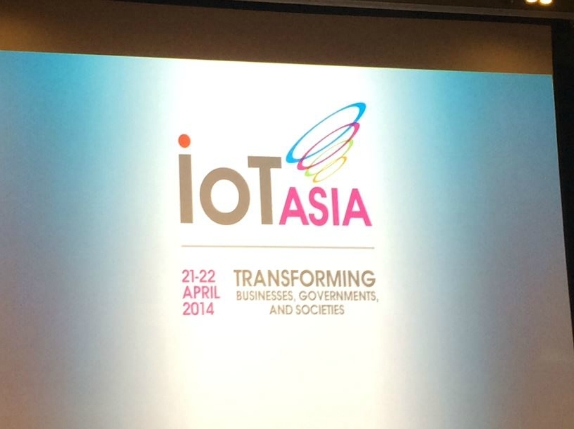 ioT ASIA
21-22
APRIL
2014
TRANSFORMING
BUSINESSES, GOVERNMENTS,
AND SOCIETIES